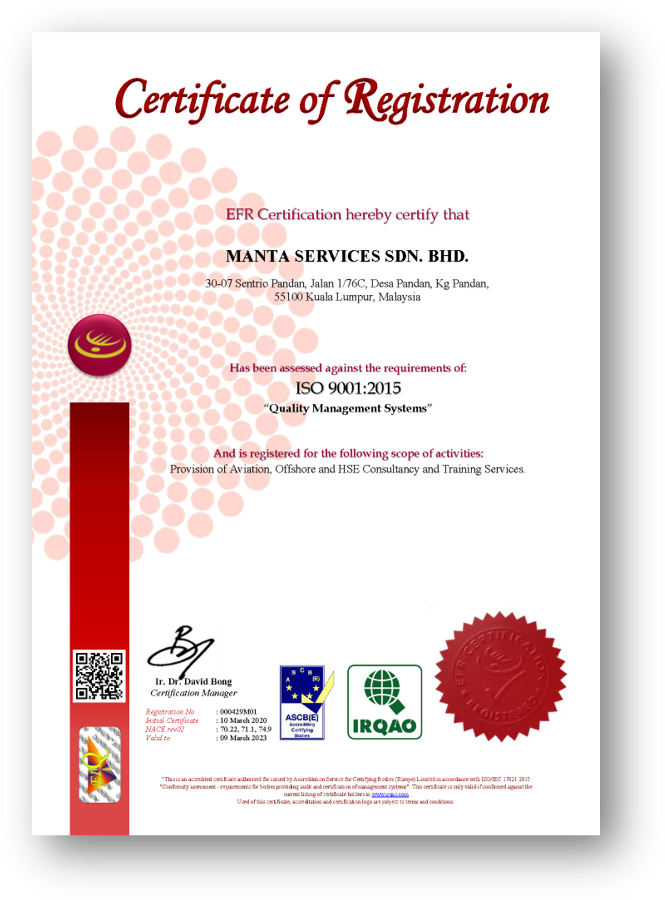 Certificate of Registration
EFR Certification hereby certify that
MANTA SERVICES SDN. BHD.
30-07 Sentrio Pandan, Jalan 1/76C, Desa Pandan, Kg Pandan,
55100 Kuala Lumpur, Malaysia
Has been assessed against the requirements of:
ISO 9001:2015
"Quality Management Systems"
And is registered for the following scope of activities:
Provision of Aviation, Offshore and HSE Consultancy and Training Services.
Ir. Dr. David Bong
Certification Manager
Registration No : 000429M01
Initial Certificate : 10 March 2020
NACE rev02 : 70.22, 71.1, 74.9
Valid to : 09 March 2023
A S C B (E)
ASCB(E)
Accrediting
Certifying
Bodies
IRQAO
EFR CERTIFICATION
REGISTERED
"This is an accredited certificate authorized for issued by Accreditation Service for Certifying Bodies (Europe) Limited in accordance with ISO/IEC 17021 2015
"Conformity assessment - requirements for bodies providing audit and certification of management systems" This certificate is only valid if confirmed against the
current listing of certificate holders in www.irqao.com
Used of this certificate, accreditation and certification logo are subject to terms and conditions